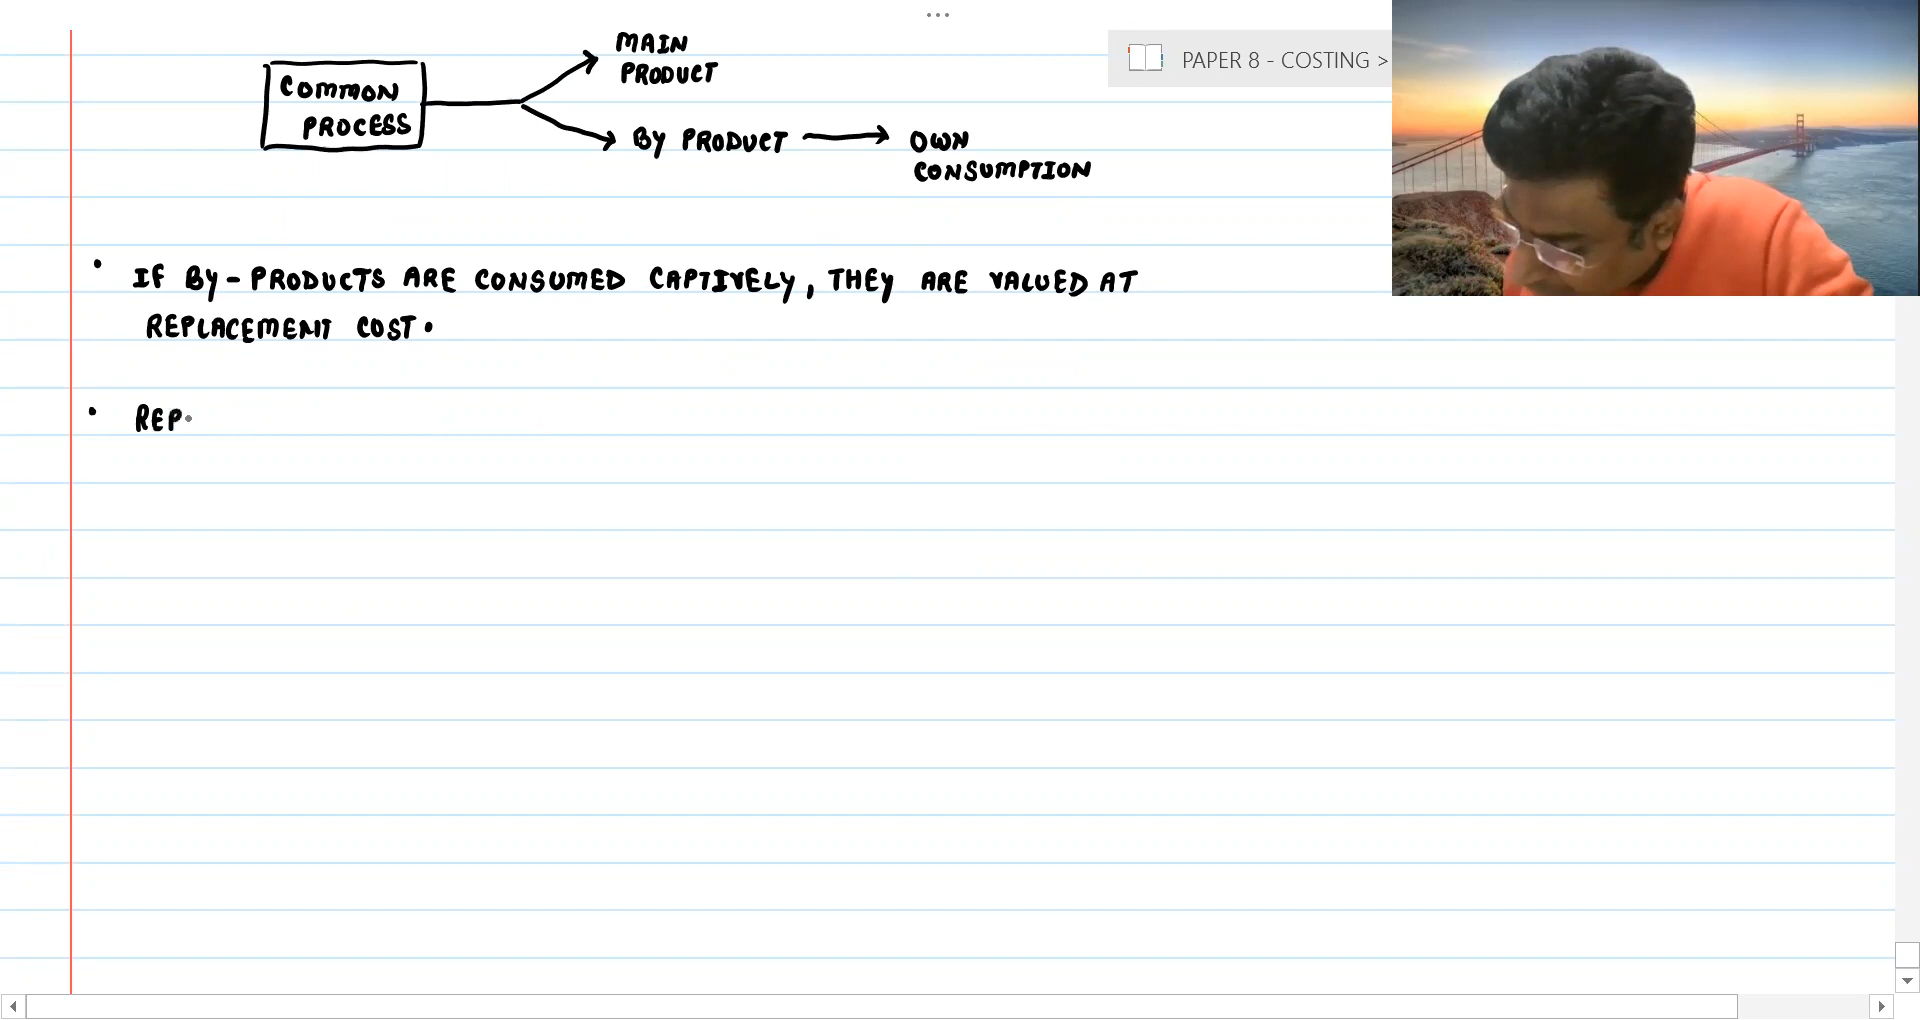 MAIN
PRODUCT
COMMON
PROCESS
BY PRODUCT
OWN
CONSUMPTION
PAPER 8 - COSTING >
• IF BY-PRODUCTS ARE CONSUMED CAPTIVELY, THEY ARE VALUED AT
REPLACEMENT COST.
• REP